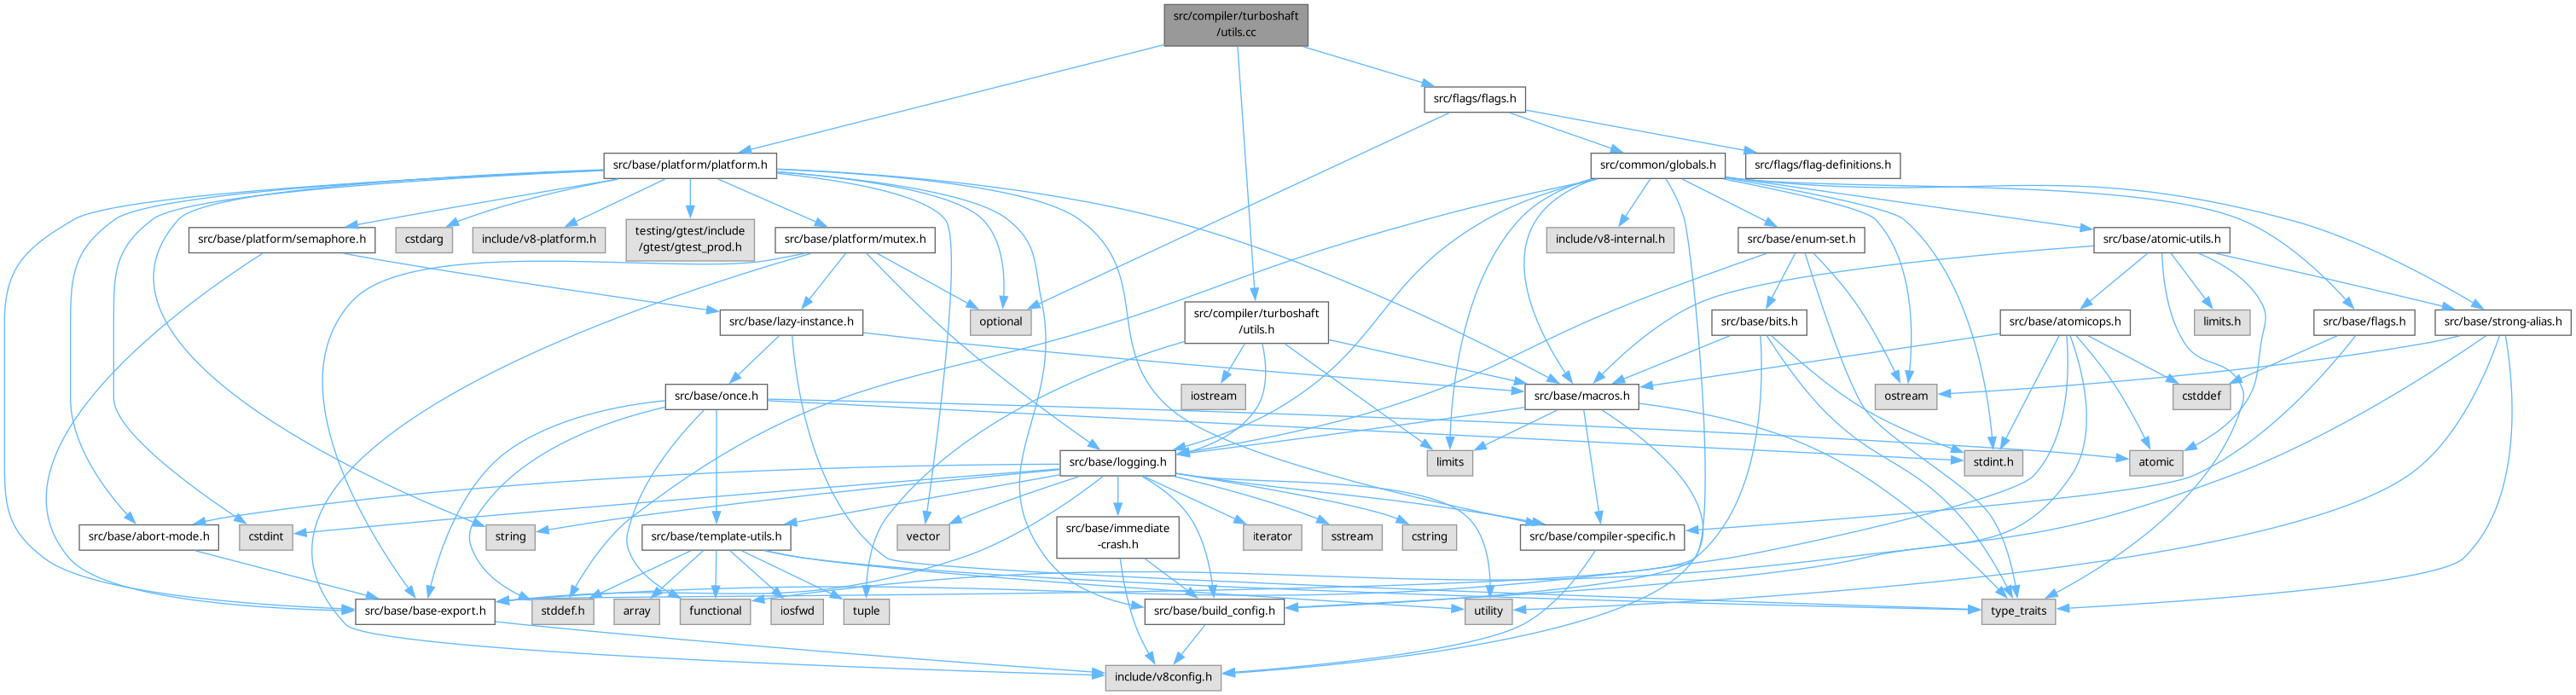 src/compiler/turboshaft
/utils.cc
src/flags/flags.h
src/base/platform/platform.h
src/common/globals.h
src/flags/flag-definitions.h
src/base/platform/semaphore.h
cstdarg
include/v8-platform.h
testing/gtest/include
/gtest/gtest_prod.h
src/base/platform/mutex.h
include/v8-internal.h
src/base/enum-set.h
src/base/atomic-utils.h
src/base/lazy-instance.h
optional
src/compiler/turboshaft
/utils.h
src/base/bits.h
src/base/atomicops.h
limits.h
src/base/flags.h
src/base/strong-alias.h
src/base/once.h
iostream
src/base/macros.h
ostream
cstddef
src/base/logging.h
limits
stdint.h
atomic
src/base/abort-mode.h
cstdint
string
src/base/template-utils.h
vector
src/base/immediate
-crash.h
iterator
sstream
cstring
src/base/compiler-specific.h
src/base/base-export.h
stddef.h
array
functional
iosfwd
tuple
src/base/build_config.h
utility
type_traits
include/v8config.h